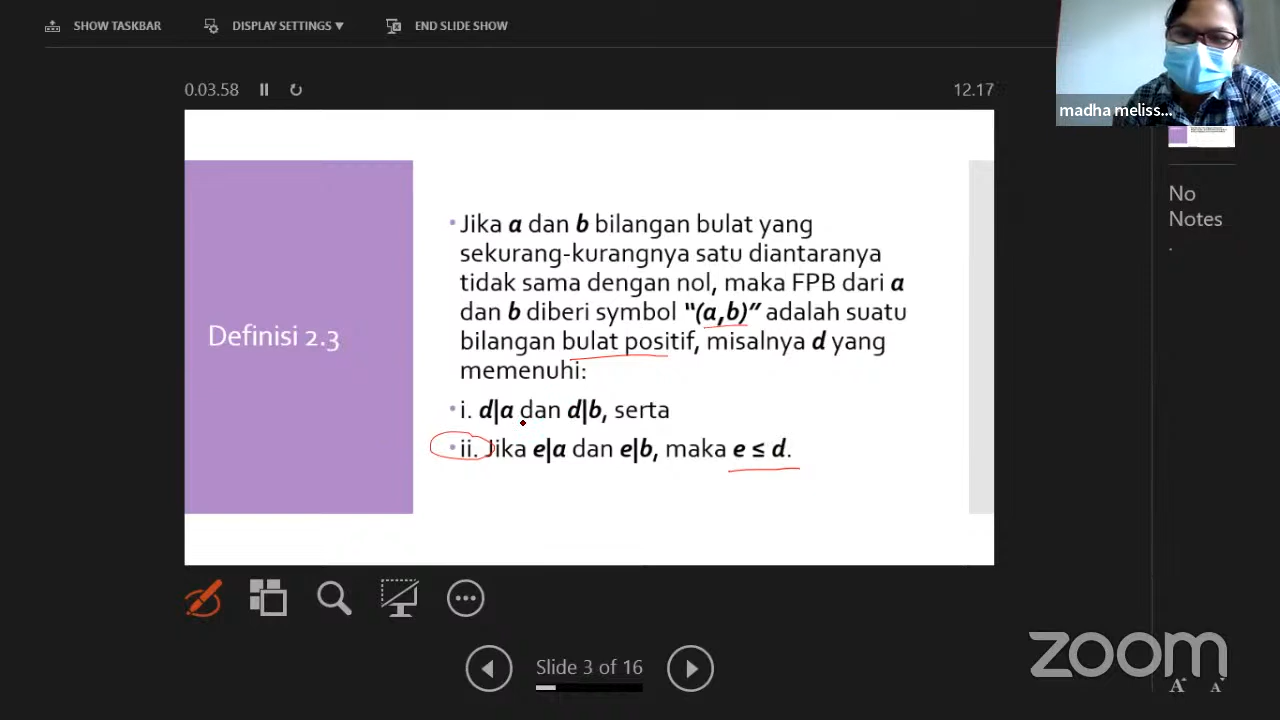 SHOW TASKBAR
DISPLAY SETTINGS ▼
END SLIDE SHOW
0.03.58
12.17
madha meliss...
No
Notes
.
Definisi 2.3
• Jika a dan b bilangan bulat yang
sekurang-kurangnya satu diantaranya
tidak sama dengan nol, maka FPB dari a
dan b diberi symbol “(a,b)” adalah suatu
bilangan bulat positif, misalnya d yang
memenuhi:
• i. d|a dan d|b, serta
• ii. Jika e|a dan e|b, maka e ≤ d.
Slide 3 of 16
zoom
A A